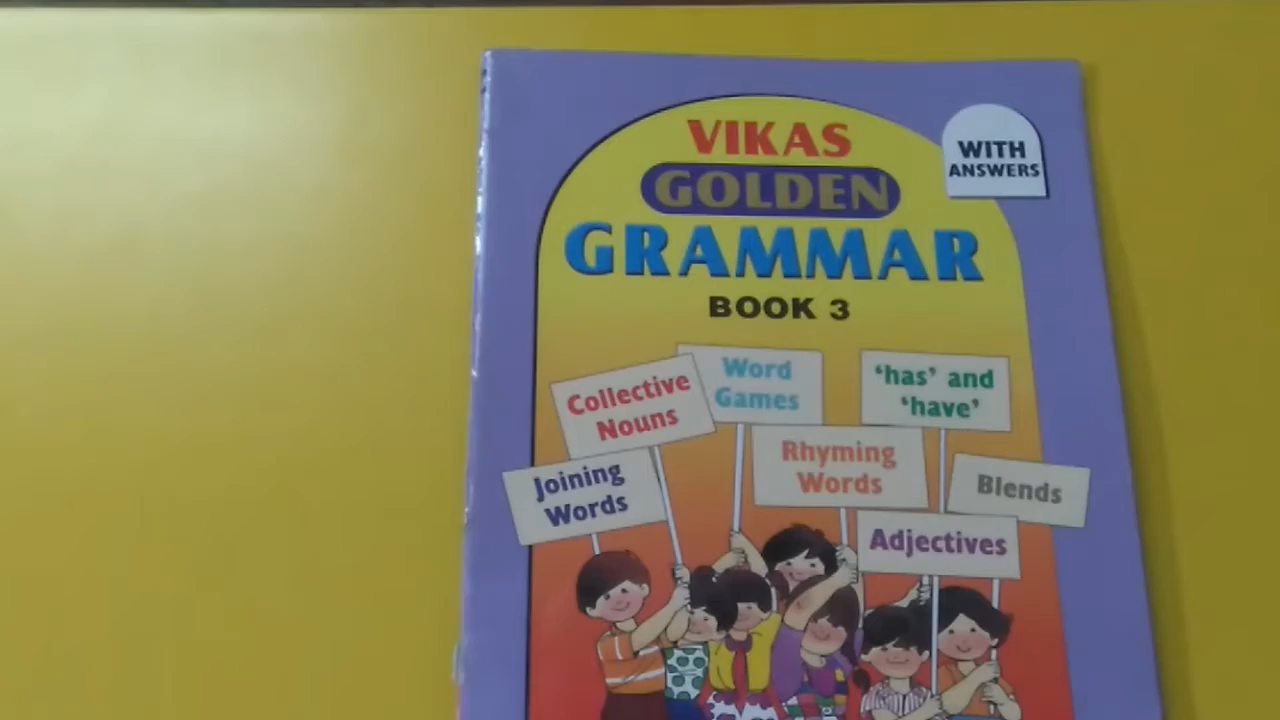 VIKAS
GOLDEN
GRAMMAR
BOOK 3
WITH
ANSWERS
Collective
Nouns
Word
Games
‘has’ and
‘have’
Joining
Words
Rhyming
Words
Blends
Adjectives